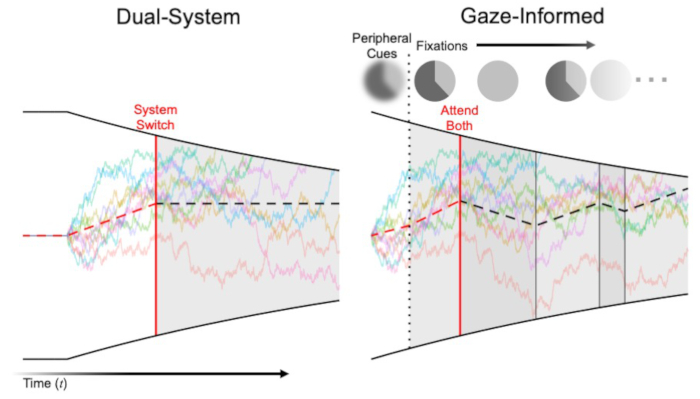 Dual-System
Gaze-Informed
Peripheral
Cues
Fixations
System
Switch
Attend
Both
Time (t)